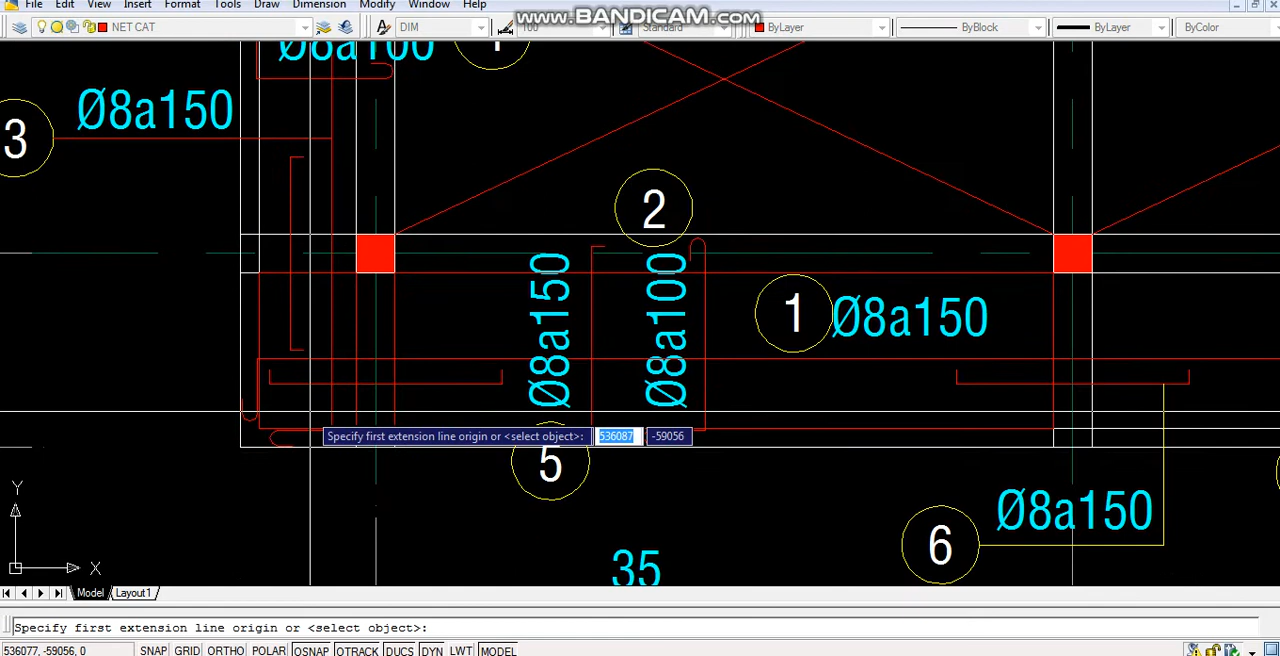 File Edit View Insert Format Tools Draw Dimension Modify Window Help
www.BANDICAM.com
NET CAT DIM 100 Standard ByLayer ByBlock ByLayer ByColor
Ø8a100
1
3
Ø8a150
2
Ø8a150
Ø8a100
1
Ø8a150
Specify first extension line origin or <select object>: 536087 -59056
5
6
Ø8a150
35
Y
X
Model Layout1
Specify first extension line origin or <select object>:
536077, -59056, 0 SNAP GRID ORTHO POLAR OSNAP OTRACK DUCS DYN LWT MODEL